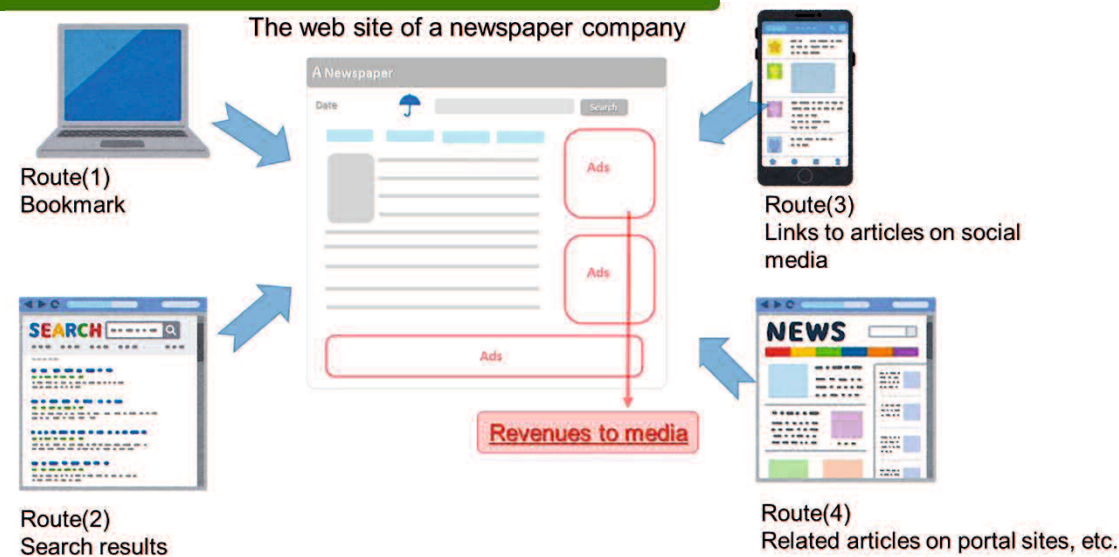 The web site of a newspaper company
A Newspaper
Date
Search
Ads
Ads
Ads
Revenues to media
Route(1)
Bookmark
SEARCH
Route(2)
Search results
Route(3)
Links to articles on social
media
NEWS
Route(4)
Related articles on portal sites, etc.